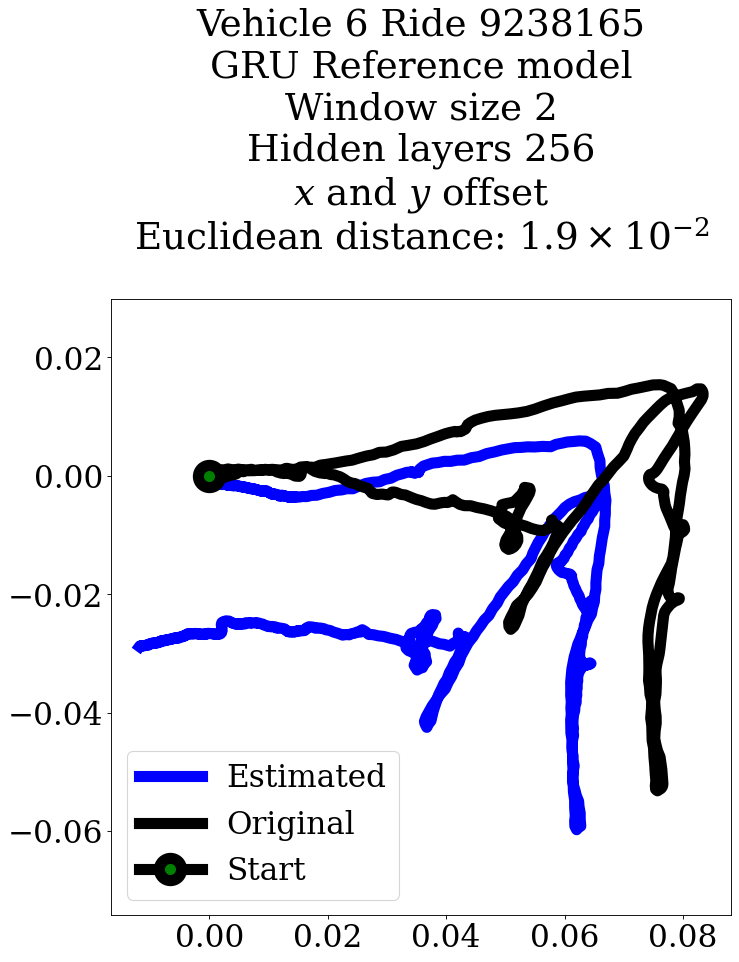 Vehicle 6 Ride 9238165
GRU Reference model
Window size 2
Hidden layers 256
x and y offset
Euclidean distance: 1.9 × 10⁻²
0.02
0.00
−0.02
−0.04
−0.06
Estimated
Original
Start
0.00 0.02 0.04 0.06 0.08